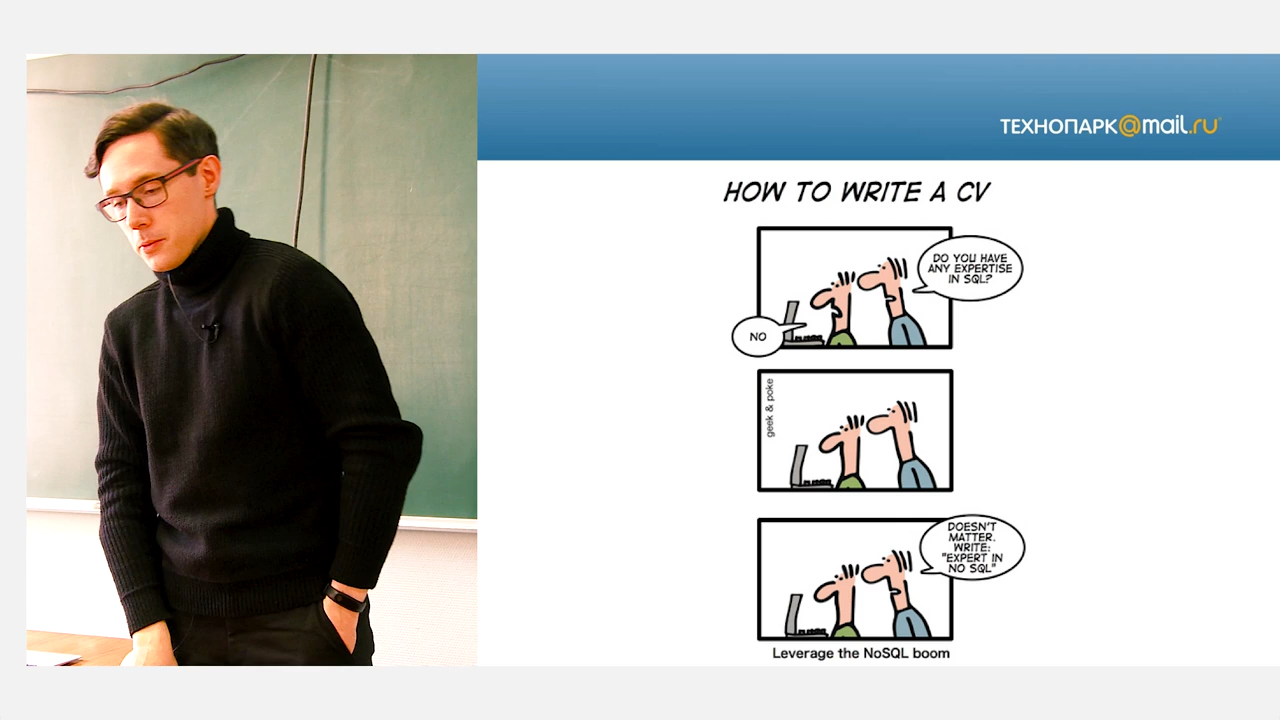 ТЕХНОПАРК@mail.ru
HOW TO WRITE A CV
DO YOU HAVE
ANY EXPERTISE
IN SQL?
NO
geek & poke
DOESN'T
MATTER.
WRITE:
"EXPERT IN
NO SQL"
Leverage the NoSQL boom